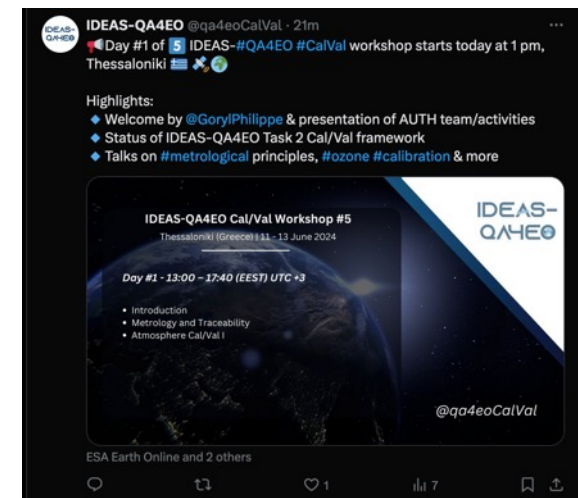 IDEAS-QA4EO @qa4eoCalVal · 21m
📢Day #1 of 5️⃣ IDEAS-#QA4EO #CalVal workshop starts today at 1 pm,
Thessaloniki 🇬🇷 🛰️🌍
Highlights:
🔹 Welcome by @GorylPhilippe & presentation of AUTH team/activities
🔹 Status of IDEAS-QA4EO Task 2 Cal/Val framework
🔹 Talks on #metrological principles, #ozone #calibration & more
IDEAS-QA4EO Cal/Val Workshop #5
Thessaloniki (Greece) | 11 - 13 June 2024
Day #1 - 13:00 – 17:40 (EEST) UTC +3
• Introduction
• Metrology and Traceability
• Atmosphere Cal/Val I
IDEAS-
QA4EO
@qa4eoCalVal
ESA Earth Online and 2 others
1
7